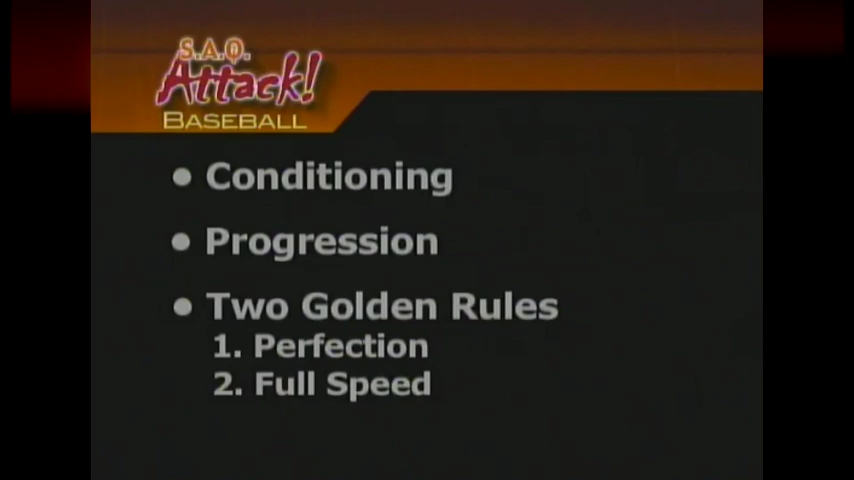 S.A.Q.
Attack!
BASEBALL
• Conditioning
• Progression
• Two Golden Rules
1. Perfection
2. Full Speed